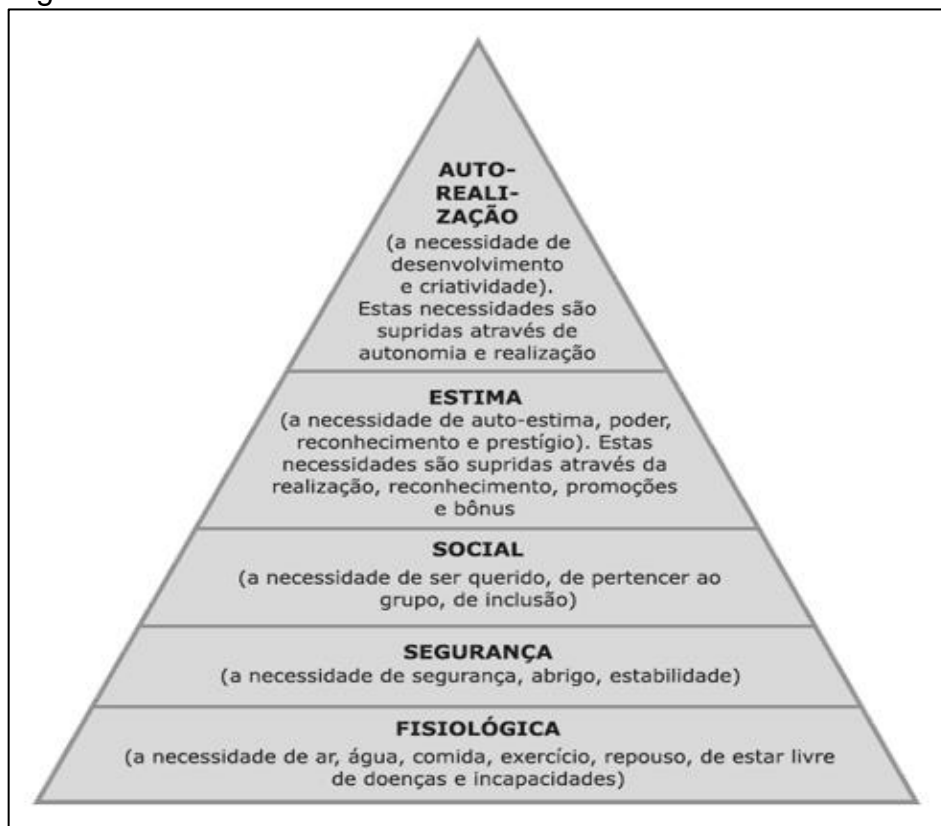 AUTO-
REALI-
ZAÇÃO
(a necessidade de
desenvolvimento
e criatividade).
Estas necessidades são
supridas através de
autonomia e realização
ESTIMA
(a necessidade de auto-estima, poder,
reconhecimento e prestígio). Estas
necessidades são supridas através da
realização, reconhecimento, promoções
e bônus
SOCIAL
(a necessidade de ser querido, de pertencer ao
grupo, de inclusão)
SEGURANÇA
(a necessidade de segurança, abrigo, estabilidade)
FISIOLÓGICA
(a necessidade de ar, água, comida, exercício, repouso, de estar livre
de doenças e incapacidades)